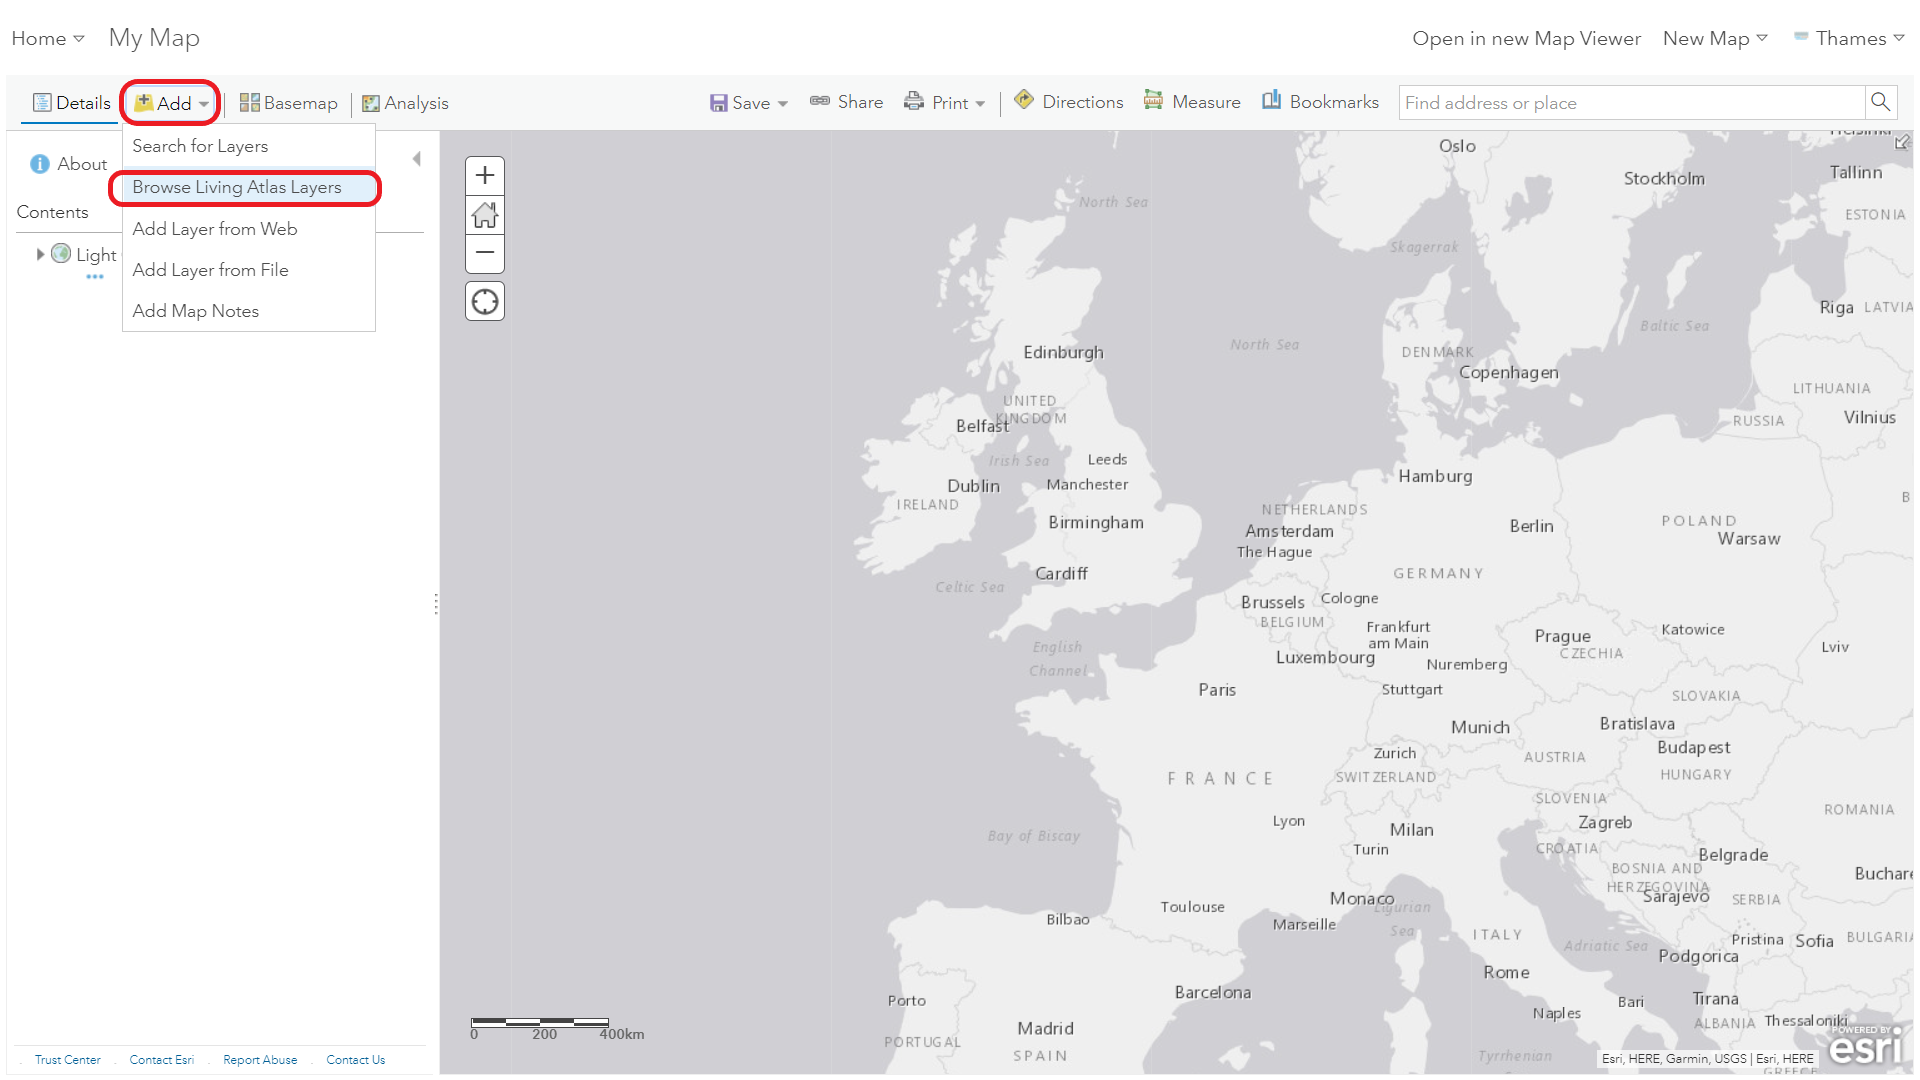 Home
My Map
Open in new Map Viewer
New Map
Thames
Details
Add
Basemap
Analysis
Save
Share
Print
Directions
Measure
Bookmarks
Find address or place
About
Contents
Light
Search for Layers
Browse Living Atlas Layers
Add Layer from Web
Add Layer from File
Add Map Notes
Helsinki
Oslo
Stockholm
Tallinn
ESTONIA
North Sea
Skagerrak
Riga
LATVIA
Baltic Sea
North Sea
DENMARK
Copenhagen
Edinburgh
LITHUANIA
Vilnius
RUSSIA
UNITED
KINGDOM
Belfast
Irish Sea
Leeds
Manchester
Dublin
IRELAND
Hamburg
NETHERLANDS
Amsterdam
The Hague
Birmingham
Berlin
POLAND
Warsaw
B
Cardiff
Celtic Sea
GERMANY
Brussels
BELGIUM
Cologne
Frankfurt
am Main
Prague
CZECHIA
Katowice
Lviv
English
Channel
Luxembourg
Nuremberg
Stuttgart
Paris
SLOVAKIA
Bratislava
Munich
Budapest
HUNGARY
Zurich
SWITZERLAND
AUSTRIA
FRANCE
SLOVENIA
Zagreb
CROATIA
ROMANIA
Lyon
Milan
Turin
Bay of Biscay
Belgrade
BOSNIA AND
HERZEGOVINA
Sarajevo
SERBIA
Buchare
Monaco
Ligurian
Sea
Toulouse
Marseille
Bilbao
ITALY
Adriatic Sea
Pristina
Sofia
BULGARIA
Podgorica
Rome
Barcelona
Porto
Bari
Tirana
Naples
ALBANIA
Thessaloniki
Madrid
SPAIN
PORTUGAL
Tyrrhenian
GREECE
0 200 400km
POWERED BY
esri
Esri, HERE, Garmin, USGS | Esri, HERE
Trust Center
Contact Esri
Report Abuse
Contact Us